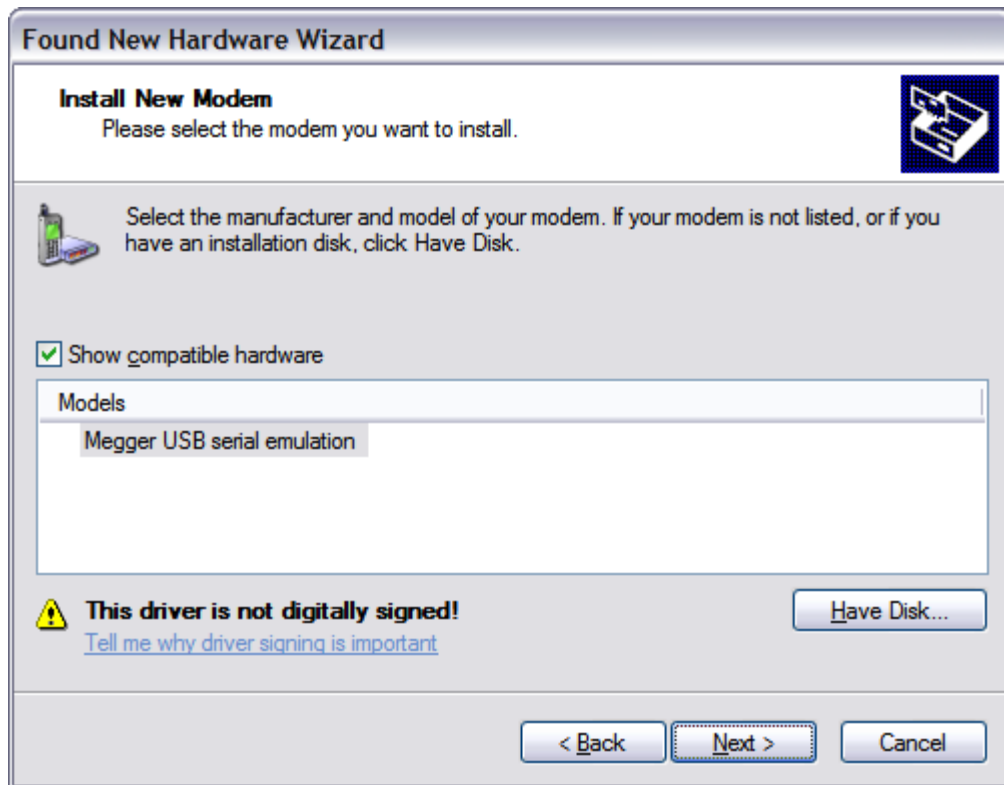 Found New Hardware Wizard
Install New Modem
Please select the modem you want to install.
Select the manufacturer and model of your modem. If your modem is not listed, or if you
have an installation disk, click Have Disk.
Show compatible hardware
Models
Megger USB serial emulation
This driver is not digitally signed!
Have Disk...
Tell me why driver signing is important
< Back
Next >
Cancel